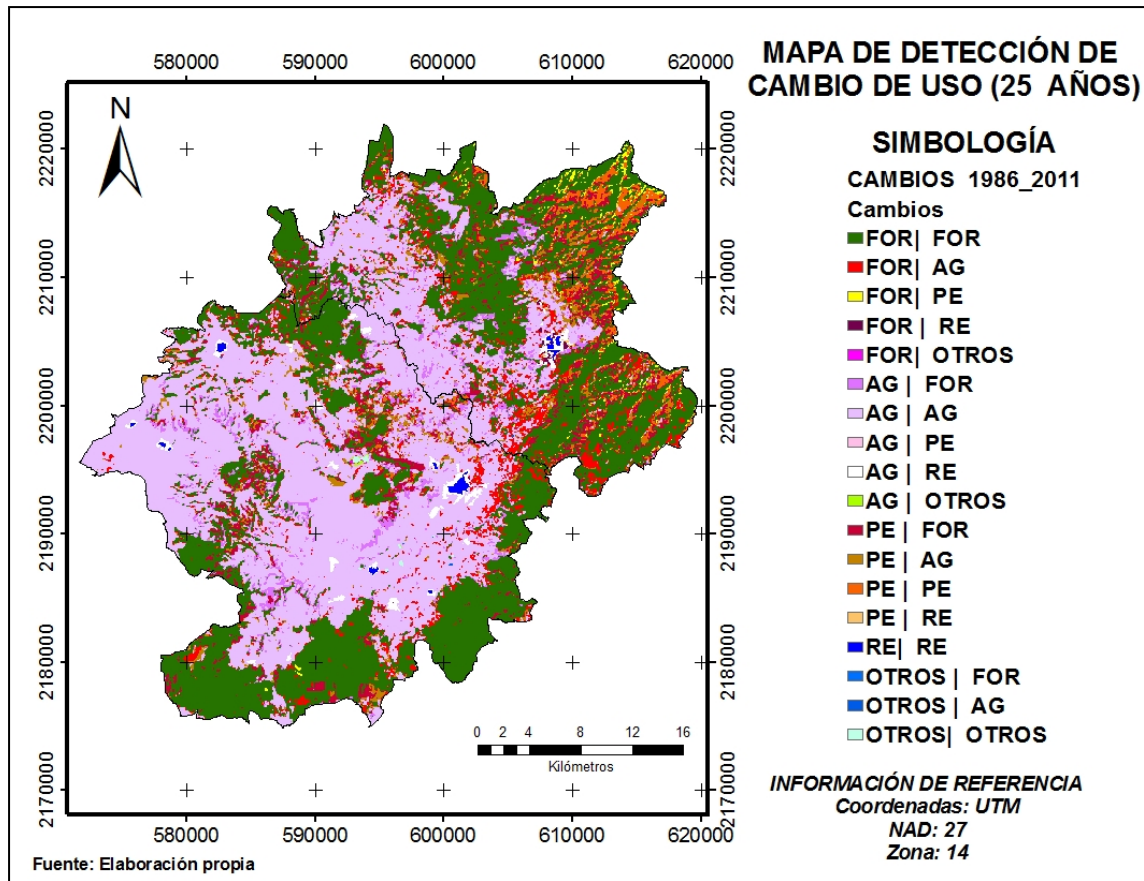 MAPA DE DETECCIÓN DE
CAMBIO DE USO (25 AÑOS)
SIMBOLOGÍA
CAMBIOS 1986_2011
Cambios
FOR| FOR
FOR| AG
FOR| PE
FOR | RE
FOR| OTROS
AG | FOR
AG | AG
AG | PE
AG | RE
AG | OTROS
PE | FOR
PE | AG
PE | PE
PE | RE
RE| RE
OTROS | FOR
OTROS | AG
OTROS| OTROS
INFORMACIÓN DE REFERENCIA
Coordenadas: UTM
NAD: 27
Zona: 14
580000 590000 600000 610000 620000
N
2220000 2220000
2210000 2210000
2200000 2200000
2190000 2190000
2180000 2180000
2170000 2170000
0 2 4 8 12 16
Kilómetros
580000 590000 600000 610000 620000
Fuente: Elaboración propia